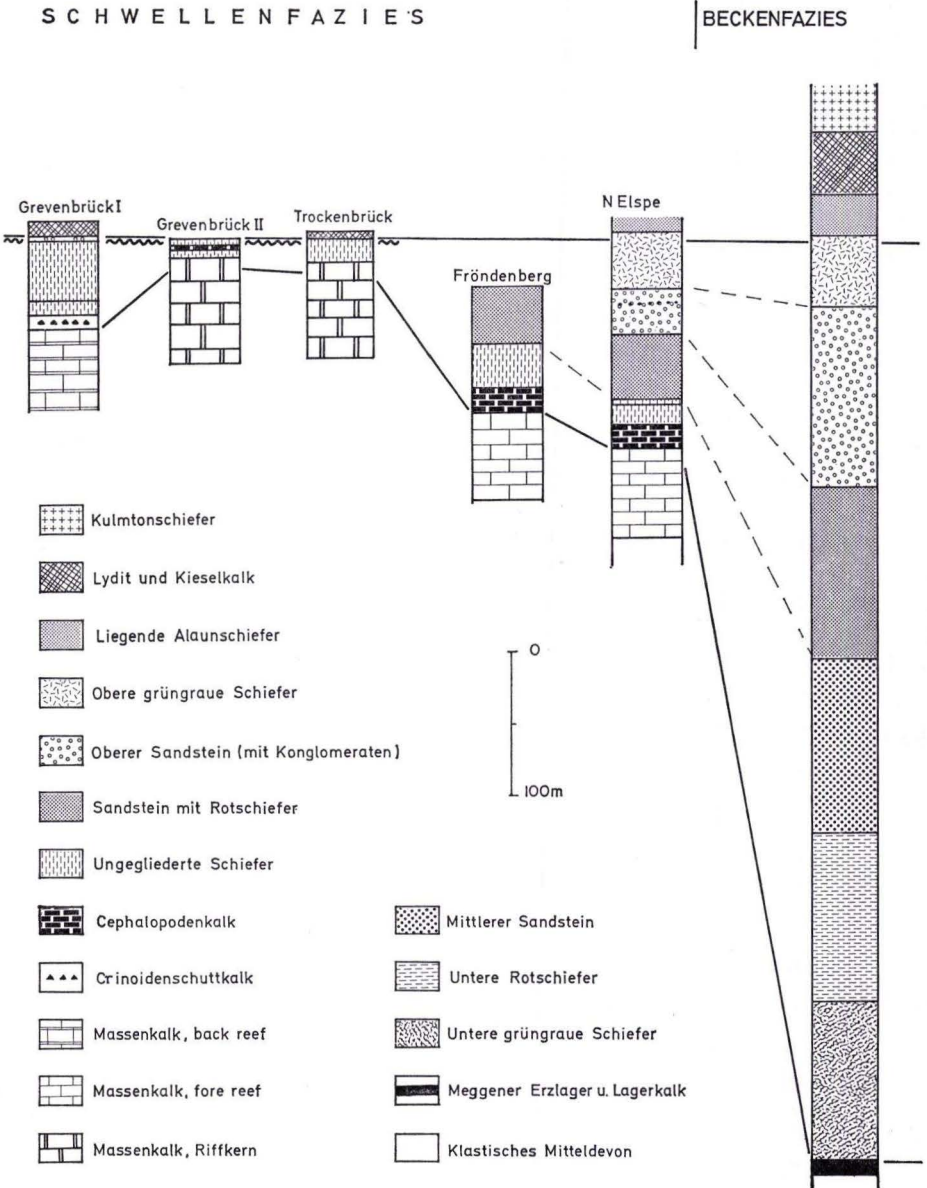 SCHWELLENFAZIES
BECKENFAZIES
Grevenbrück I
Grevenbrück II
Trockenbrück
Fröndenberg
N Elspe
Kulmtonschiefer
Lydit und Kieselkalk
Liegende Alaunschiefer
Obere grüngraue Schiefer
Oberer Sandstein (mit Konglomeraten)
Sandstein mit Rotschiefer
Ungegliederte Schiefer
Cephalopodenkalk
Crinoidenschuttkalk
Massenkalk, back reef
Massenkalk, fore reef
Massenkalk, Riffkern
0
100m
Mittlerer Sandstein
Untere Rotschiefer
Untere grüngraue Schiefer
Meggener Erzlager u. Lagerkalk
Klastisches Mitteldevon